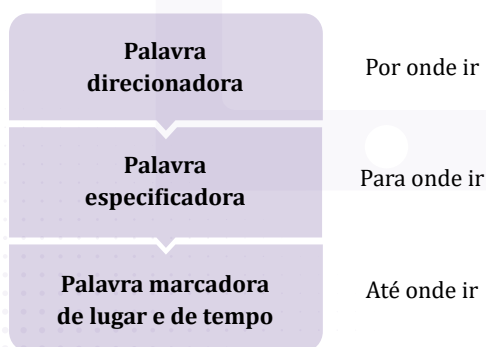 Palavra
direcionadora
Por onde ir
Palavra
especificadora
Para onde ir
Palavra marcadora
de lugar e de tempo
Até onde ir